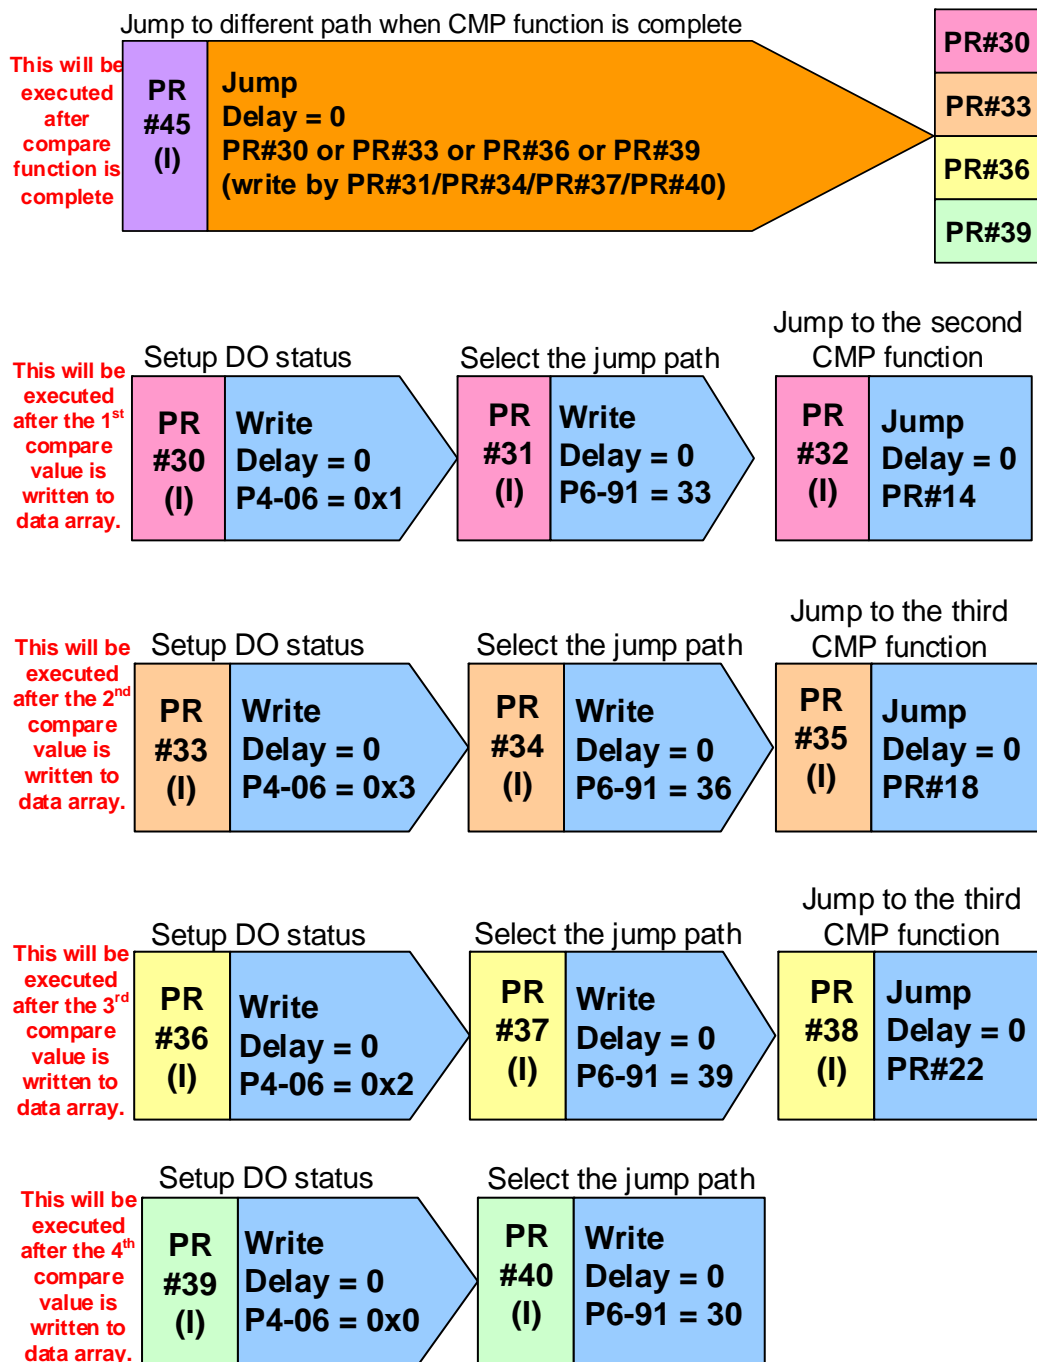 Jump to different path when CMP function is complete
This will be
executed
after
compare
function is
complete
PR
#45
(I)
Jump
Delay = 0
PR#30 or PR#33 or PR#36 or PR#39
(write by PR#31/PR#34/PR#37/PR#40)
PR#30
PR#33
PR#36
PR#39
This will be
executed
after the 1st
compare
value is
written to
data array.
Setup DO status
PR
#30
(I)
Write
Delay = 0
P4-06 = 0x1
Select the jump path
PR
#31
(I)
Write
Delay = 0
P6-91 = 33
Jump to the second
CMP function
PR
#32
(I)
Jump
Delay = 0
PR#14
This will be
executed
after the 2nd
compare
value is
written to
data array.
Setup DO status
PR
#33
(I)
Write
Delay = 0
P4-06 = 0x3
Select the jump path
PR
#34
(I)
Write
Delay = 0
P6-91 = 36
Jump to the third
CMP function
PR
#35
(I)
Jump
Delay = 0
PR#18
This will be
executed
after the 3rd
compare
value is
written to
data array.
Setup DO status
PR
#36
(I)
Write
Delay = 0
P4-06 = 0x2
Select the jump path
PR
#37
(I)
Write
Delay = 0
P6-91 = 39
Jump to the third
CMP function
PR
#38
(I)
Jump
Delay = 0
PR#22
This will be
executed
after the 4th
compare
value is
written to
data array.
Setup DO status
PR
#39
(I)
Write
Delay = 0
P4-06 = 0x0
Select the jump path
PR
#40
(I)
Write
Delay = 0
P6-91 = 30